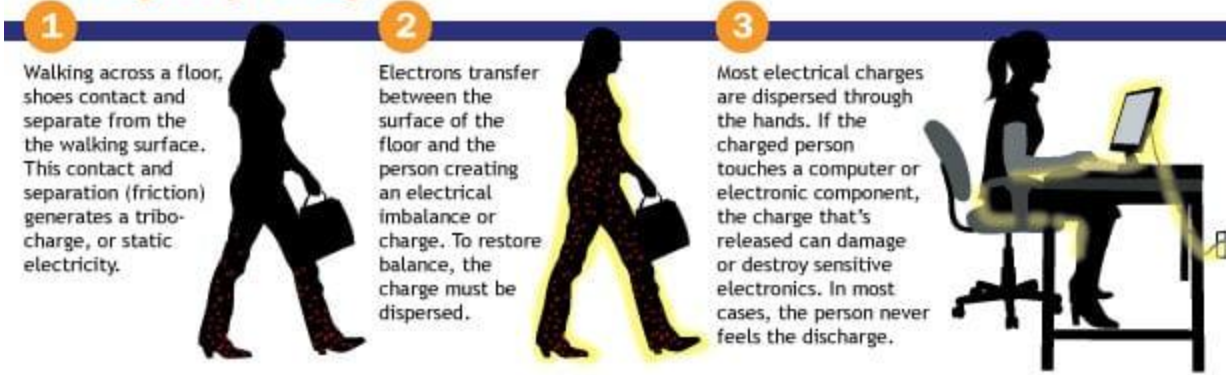 1
Walking across a floor,
shoes contact and
separate from the
the walking surface.
This contact and
separation (friction)
generates a tribo-
charge, or static
electricity.
2
Electrons transfer
between the
surface of the
floor and the
person creating
an electrical
imbalance or
charge. To restore
balance, the
charge must be
dispersed.
3
Most electrical charges
are dispersed through
the hands. If the
charged person
touches a computer or
electronic component,
the charge that's
released can damage
or destroy sensitive
electronics. In most
cases, the person never
feels the discharge.